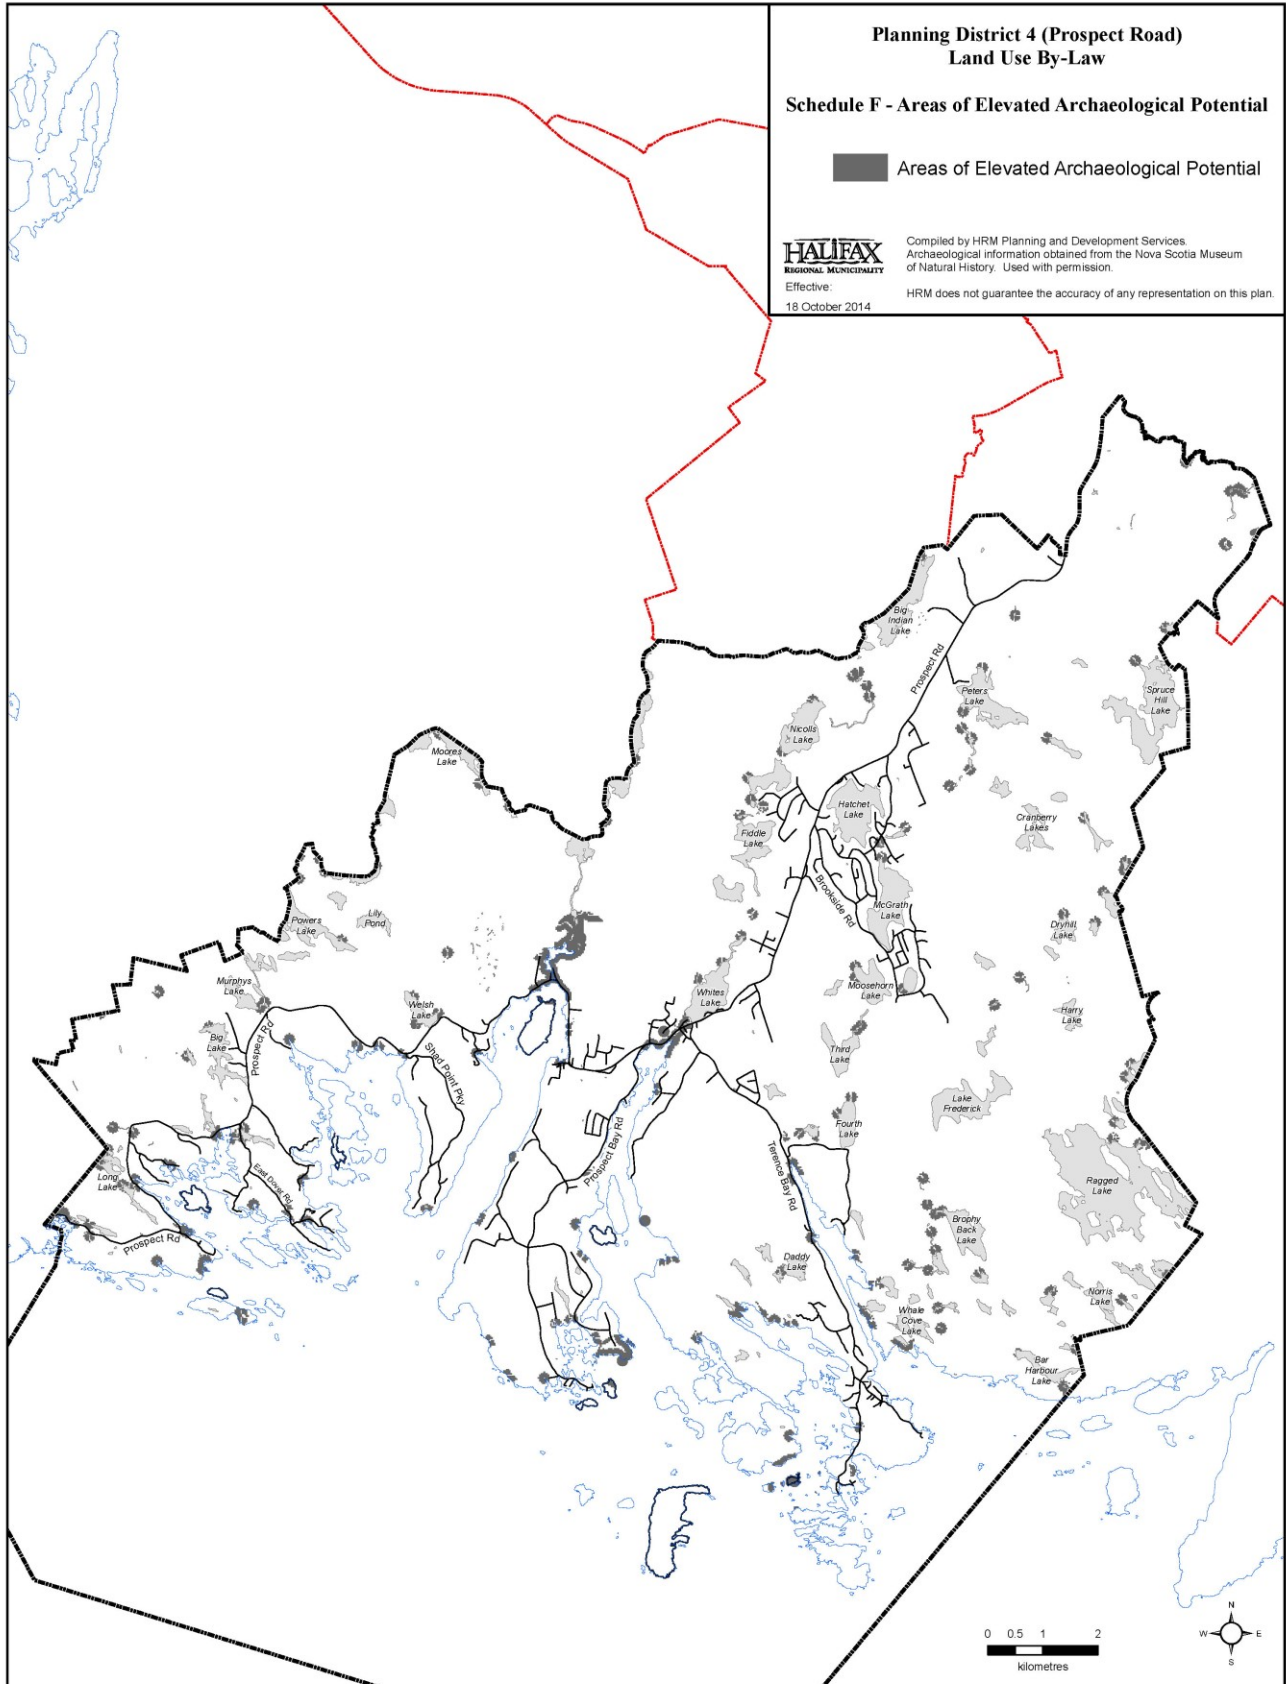 Planning District 4 (Prospect Road)
Land Use By-Law
Schedule F - Areas of Elevated Archaeological Potential
Areas of Elevated Archaeological Potential
HALIFAX
REGIONAL MUNICIPALITY
Compiled by HRM Planning and Development Services.
Archaeological information obtained from the Nova Scotia Museum
of Natural History. Used with permission.
Effective:
18 October 2014
HRM does not guarantee the accuracy of any representation on this plan.
Big
Indian
Lake
Prospect Rd
Peters
Lake
Spruce
Hill
Lake
Nicolls
Lake
Moores
Lake
Hatchet
Lake
Cranberry
Lakes
Fiddle
Lake
Brookside Rd
McGrath
Lake
Powers
Lake
Lily
Pond
Dryhill
Lake
Murphys
Lake
Welsh
Lake
Whites
Lake
Moosehorn
Lake
Harry
Lake
Big
Lake
Prospect Rd
Shad Point Pky
Third
Lake
Lake
Frederick
Fourth
Lake
Prospect Bay Rd
Terence Bay Rd
Long
Lake
East Dover Rd
Ragged
Lake
Brophy
Back
Lake
Prospect Rd
Daddy
Lake
Norris
Lake
Whale
Cove
Lake
Bar
Harbour
Lake
N
W
E
S
0 0.5 1 2
kilometres